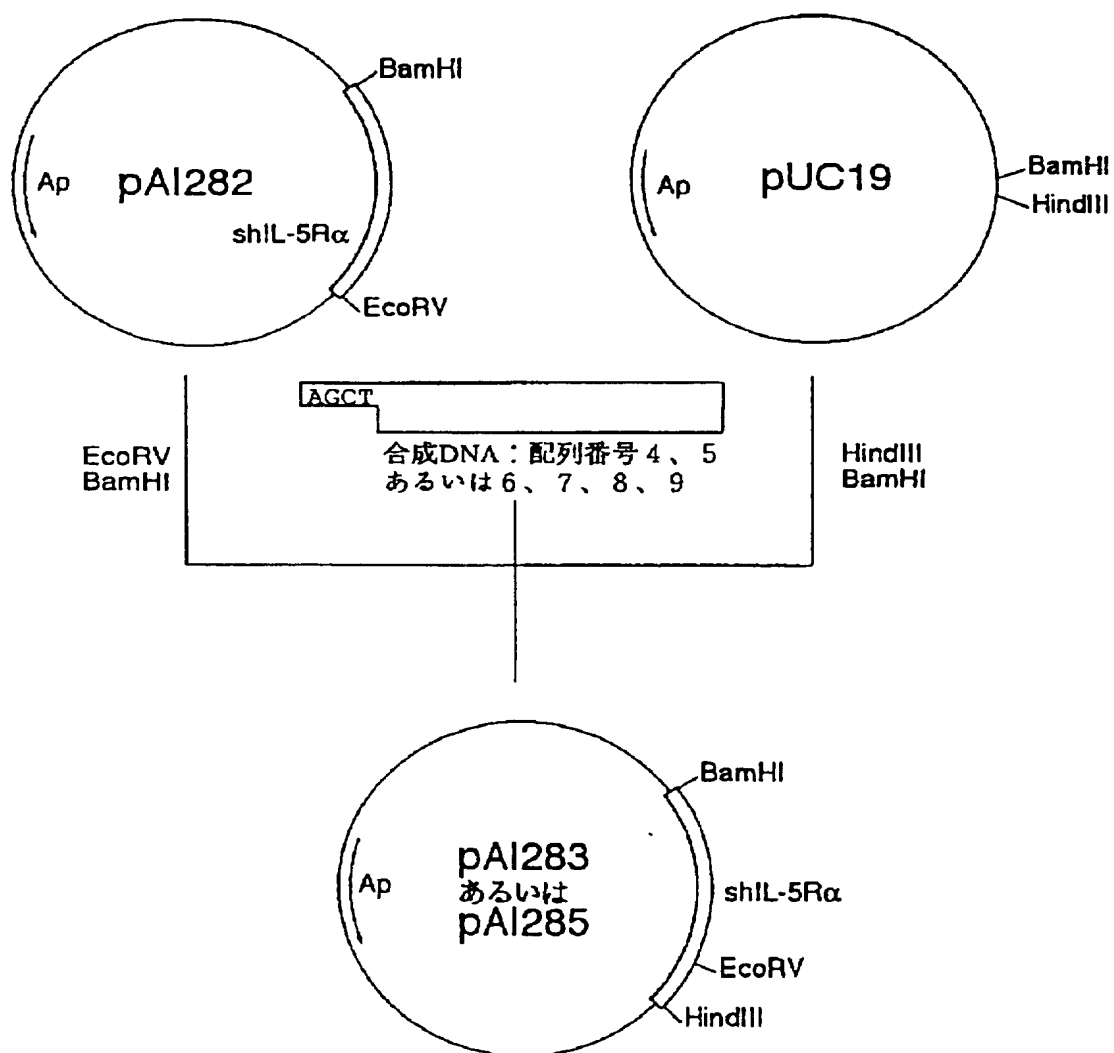 BamHI
Ap
pAI282
shIL-5Rα
EcoRV
Ap
pUC19
BamHI
HindIII
AGCT
EcoRV
BamHI
合成DNA：配列番号4、5
あるいは6、7、8、9
HindIII
BamHI
BamHI
Ap
pAI283
あるいは
pAI285
shIL-5Rα
EcoRV
HindIII